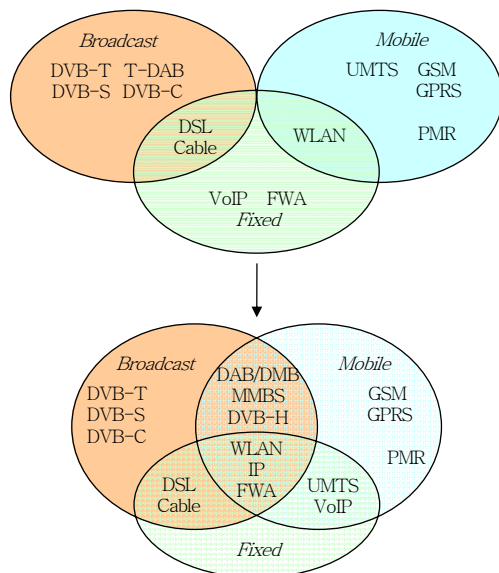 Broadcast
DVB-T T-DAB
DVB-S DVB-C
Mobile
UMTS GSM
GPRS
PMR
DSL
Cable
WLAN
VoIP FWA
Fixed
Broadcast
DVB-T
DVB-S
DVB-C
DAB/DMB
MMBS
DVB-H
Mobile
GSM
GPRS
PMR
WLAN
IP
FWA
DSL
Cable
UMTS
VoIP
Fixed